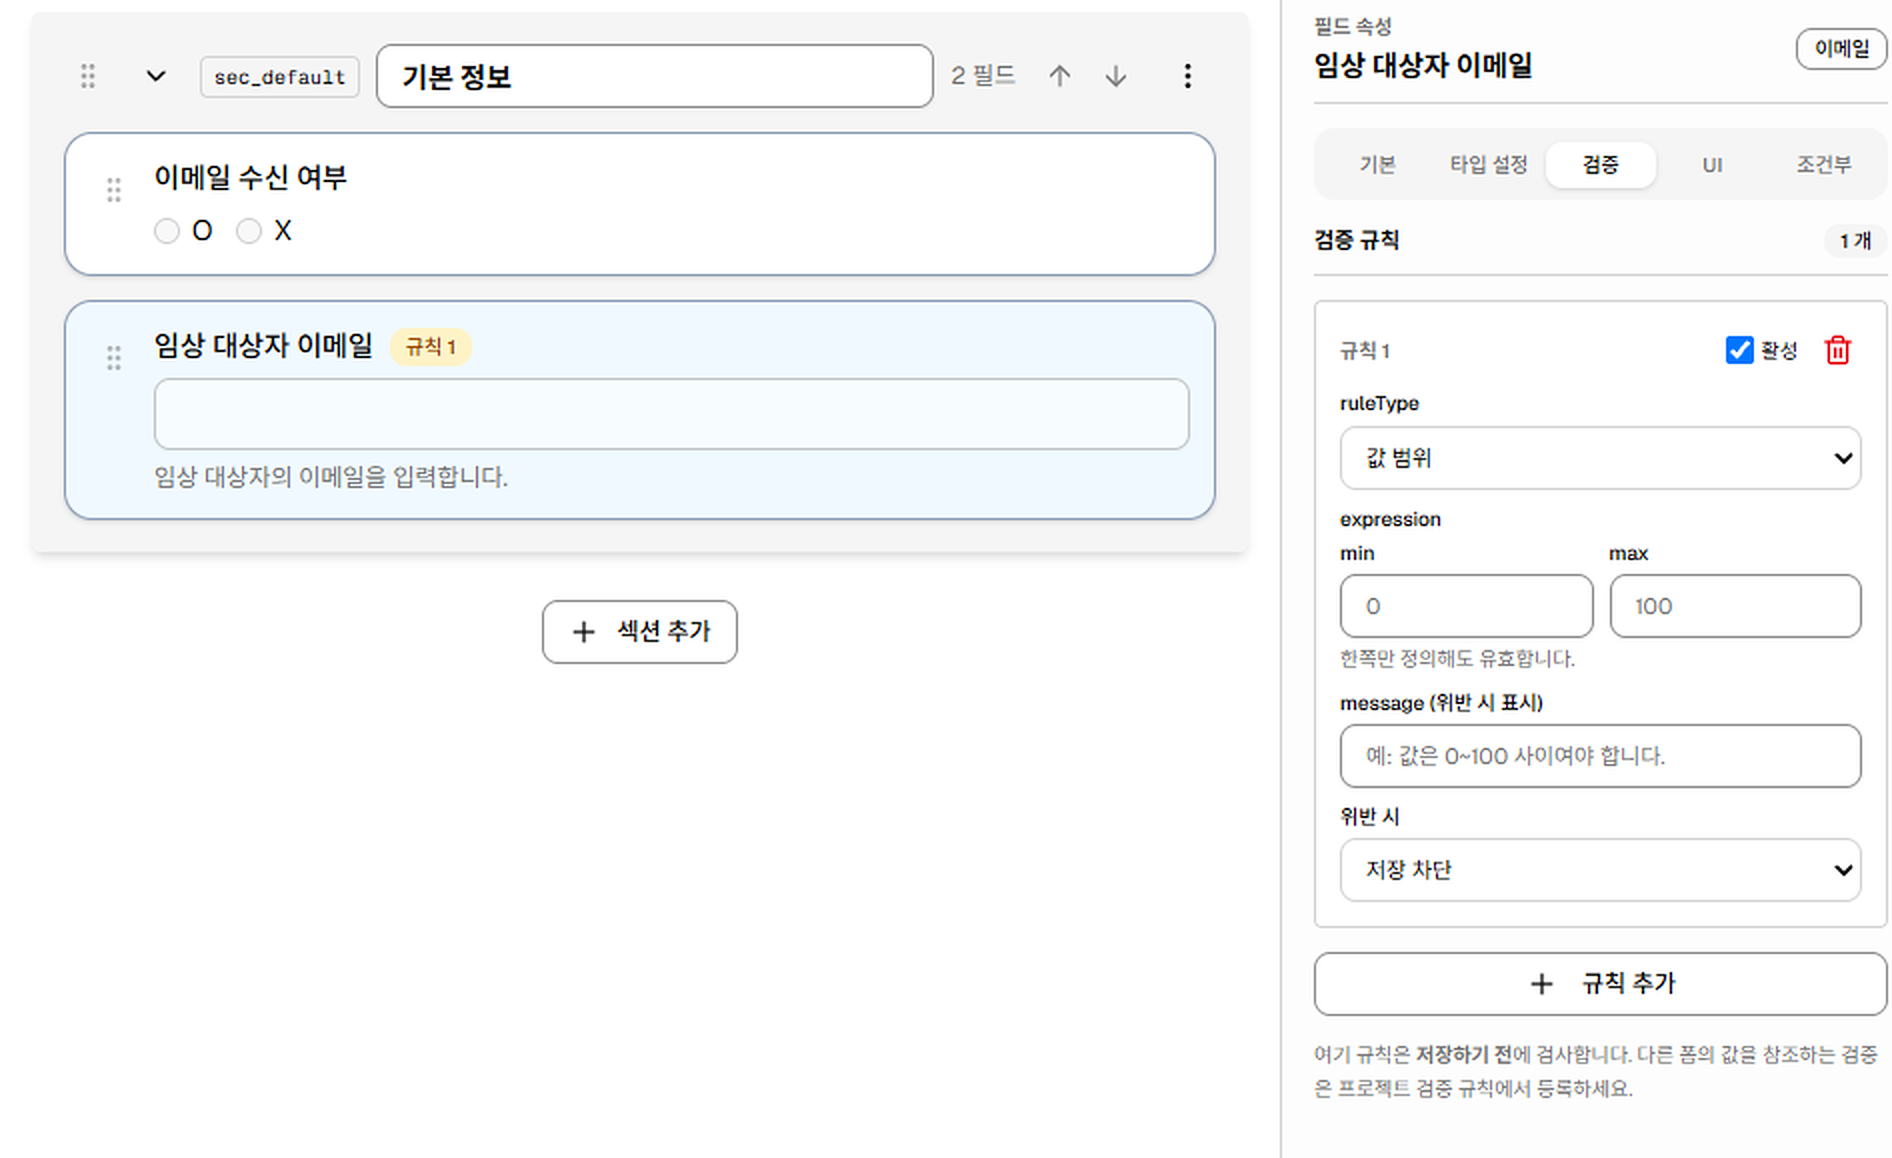 sec_default
기본 정보
2 필드
이메일 수신 여부
O X
임상 대상자 이메일 규칙 1
임상 대상자의 이메일을 입력합니다.
섹션 추가
필드 속성
임상 대상자 이메일
이메일
기본 타입 설정 검증 UI 조건부
검증 규칙 1 개
규칙 1 활성
ruleType
값 범위
expression
min max
0 100
한쪽만 정의해도 유효합니다.
message (위반 시 표시)
예: 값은 0~100 사이여야 합니다.
위반 시
저장 차단
규칙 추가
여기 규칙은 저장하기 전에 검사합니다. 다른 폼의 값을 참조하는 검증
은 프로젝트 검증 규칙에서 등록하세요.